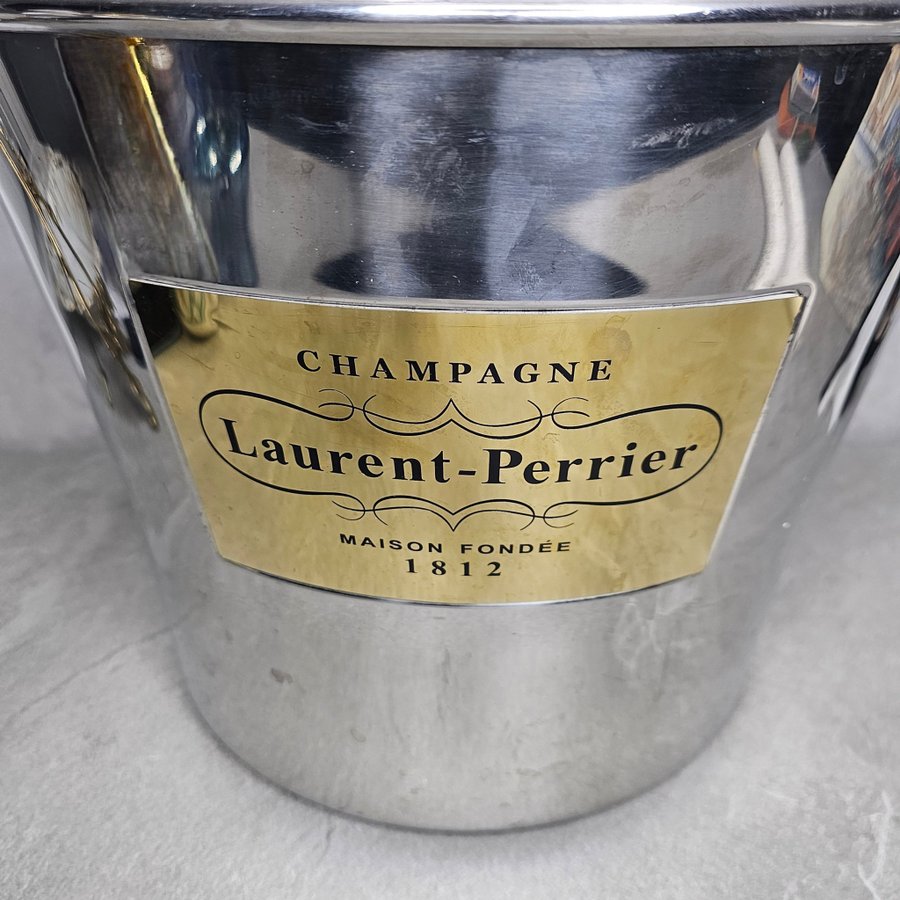 CHAMPAGNE
Laurent-Perrier
MAISON FONDÉE
1812